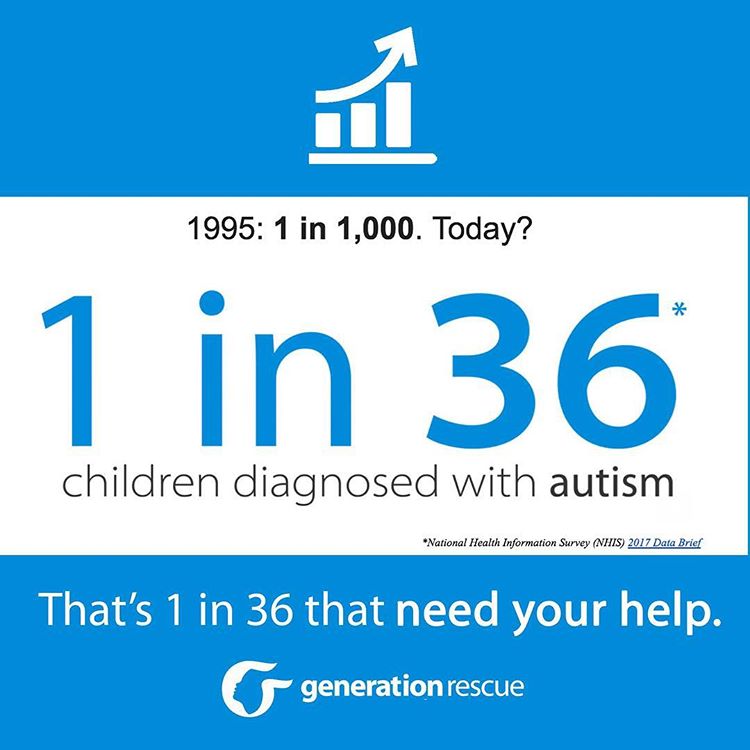 1995: 1 in 1,000. Today?
1 in 36*
children diagnosed with autism
*National Health Information Survey (NHIS) 2017 Data Brief
That's 1 in 36 that need your help.
generation rescue